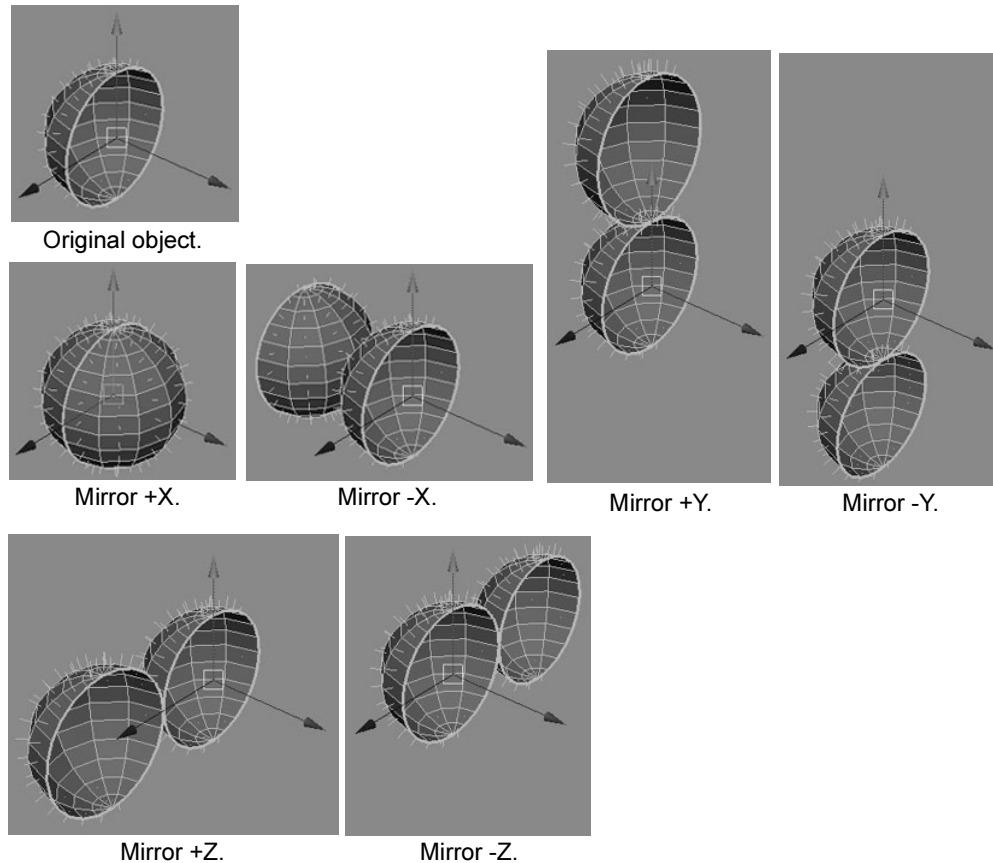 Original object.
Mirror +X.
Mirror -X.
Mirror +Y.
Mirror -Y.
Mirror +Z.
Mirror -Z.